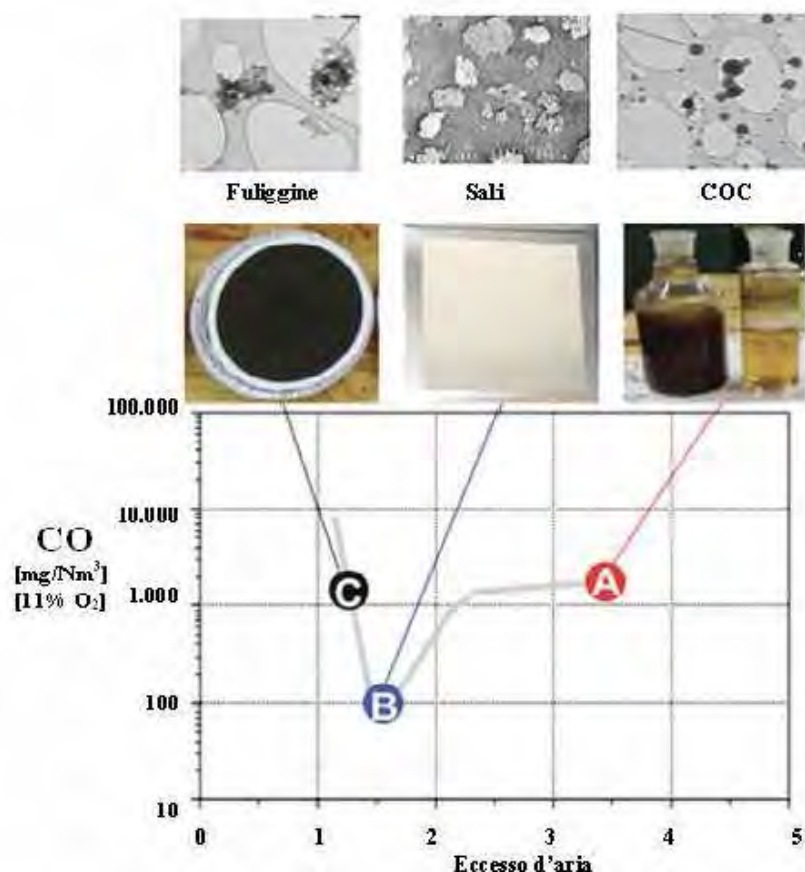 Fuliggine Sali COC
100.000
10.000
CO
[mg/Nm³]
[11% O₂]
1.000
100
10
C
B
A
0 1 2 3 4 5
Eccesso d'aria